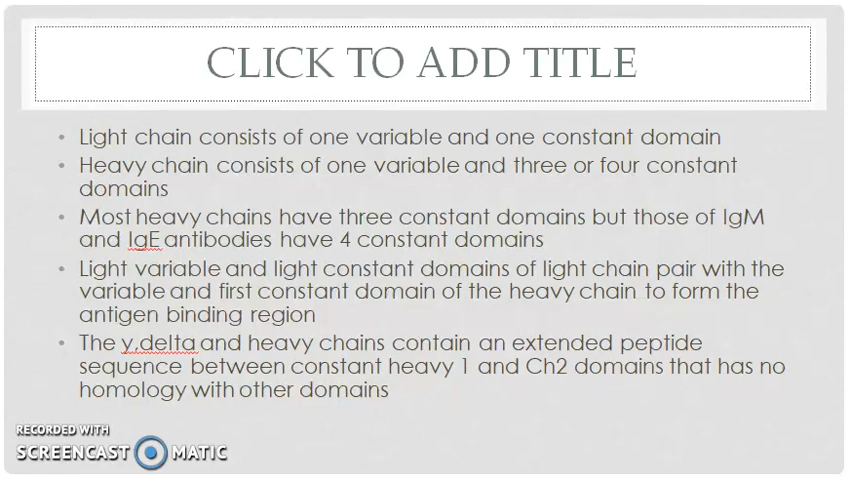 CLICK TO ADD TITLE
• Light chain consists of one variable and one constant domain
• Heavy chain consists of one variable and three or four constant
domains
• Most heavy chains have three constant domains but those of IgM
and IgE antibodies have 4 constant domains
• Light variable and light constant domains of light chain pair with the
variable and first constant domain of the heavy chain to form the
antigen binding region
• The y,delta and heavy chains contain an extended peptide
sequence between constant heavy 1 and Ch2 domains that has no
homology with other domains
RECORDED WITH
SCREENCAST MATIC